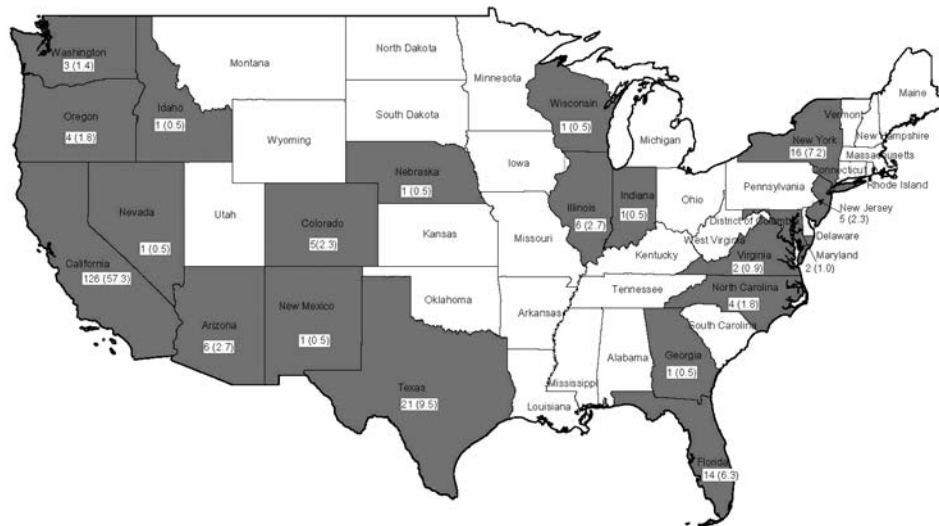 Washington
3 (1.4)
Montana
North Dakota
Minnesota
Maine
Oregon
4 (1.8)
Idaho
1 (0.5)
South Dakota
Wisconsin
1 (0.5)
Michigan
Vermont
New Hampshire
New York
16 (7.2)
Massachusetts
Connecticut
Rhode Island
Wyoming
Iowa
Nebraska
1 (0.5)
Pennsylvania
New Jersey
5 (2.3)
Nevada
1 (0.5)
Utah
Colorado
5(2.3)
Kansas
Missouri
Illinois
6 (2.7)
Indiana
1(0.5)
Ohio
District of Columbia
Delaware
Maryland
2 (1.0)
West Virginia
Virginia
2 (0.9)
Kentucky
California
126 (57.3)
Arizona
6 (2.7)
New Mexico
1 (0.5)
Oklahoma
Arkansas
Tennessee
North Carolina
4 (1.8)
South Carolina
Texas
21 (9.5)
Louisiana
Mississippi
Alabama
Georgia
1 (0.5)
Florida
14 (6.3)